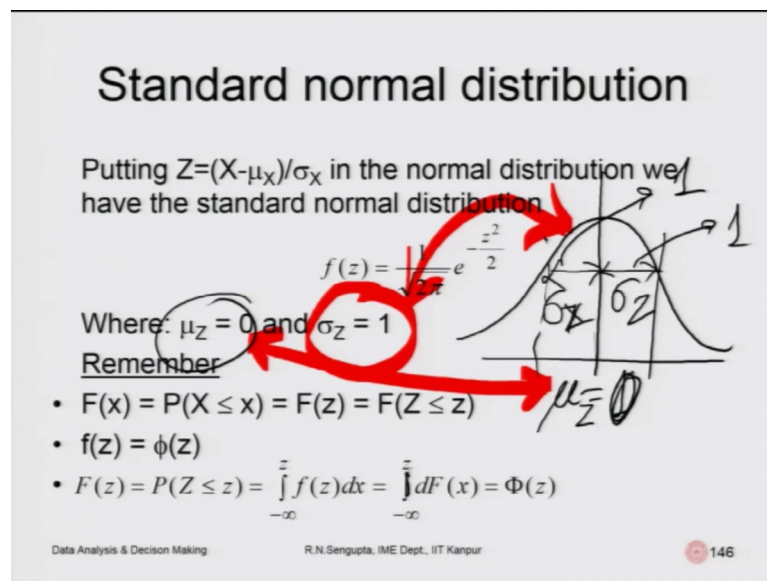 Standard normal distribution
Putting Z=(X-μX)/σX in the normal distribution we
have the standard normal distribution
f(z) = 1/√2π e^(-z²/2)
Where: μZ = 0 and σZ = 1
Remember
• F(x) = P(X ≤ x) = F(z) = F(Z ≤ z)
• f(z) = ϕ(z)
• F(z) = P(Z ≤ z) = ∫_{-∞}^{z} f(z)dx = ∫_{-∞}^{z} dF(x) = Φ(z)
1
1
σz σz
μz = 0
Data Analysis & Decison Making
R.N.Sengupta, IME Dept., IIT Kanpur
146